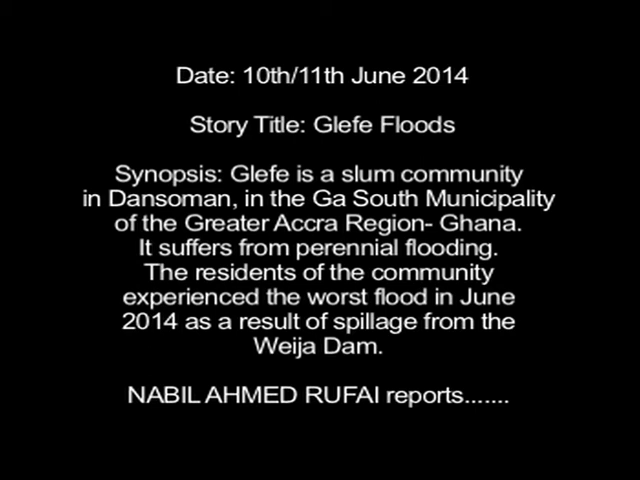 Date: 10th/11th June 2014
Story Title: Glefe Floods
Synopsis: Glefe is a slum community
in Dansoman, in the Ga South Municipality
of the Greater Accra Region- Ghana.
It suffers from perennial flooding.
The residents of the community
experienced the worst flood in June
2014 as a result of spillage from the
Weija Dam.
NABIL AHMED RUFAI reports.......